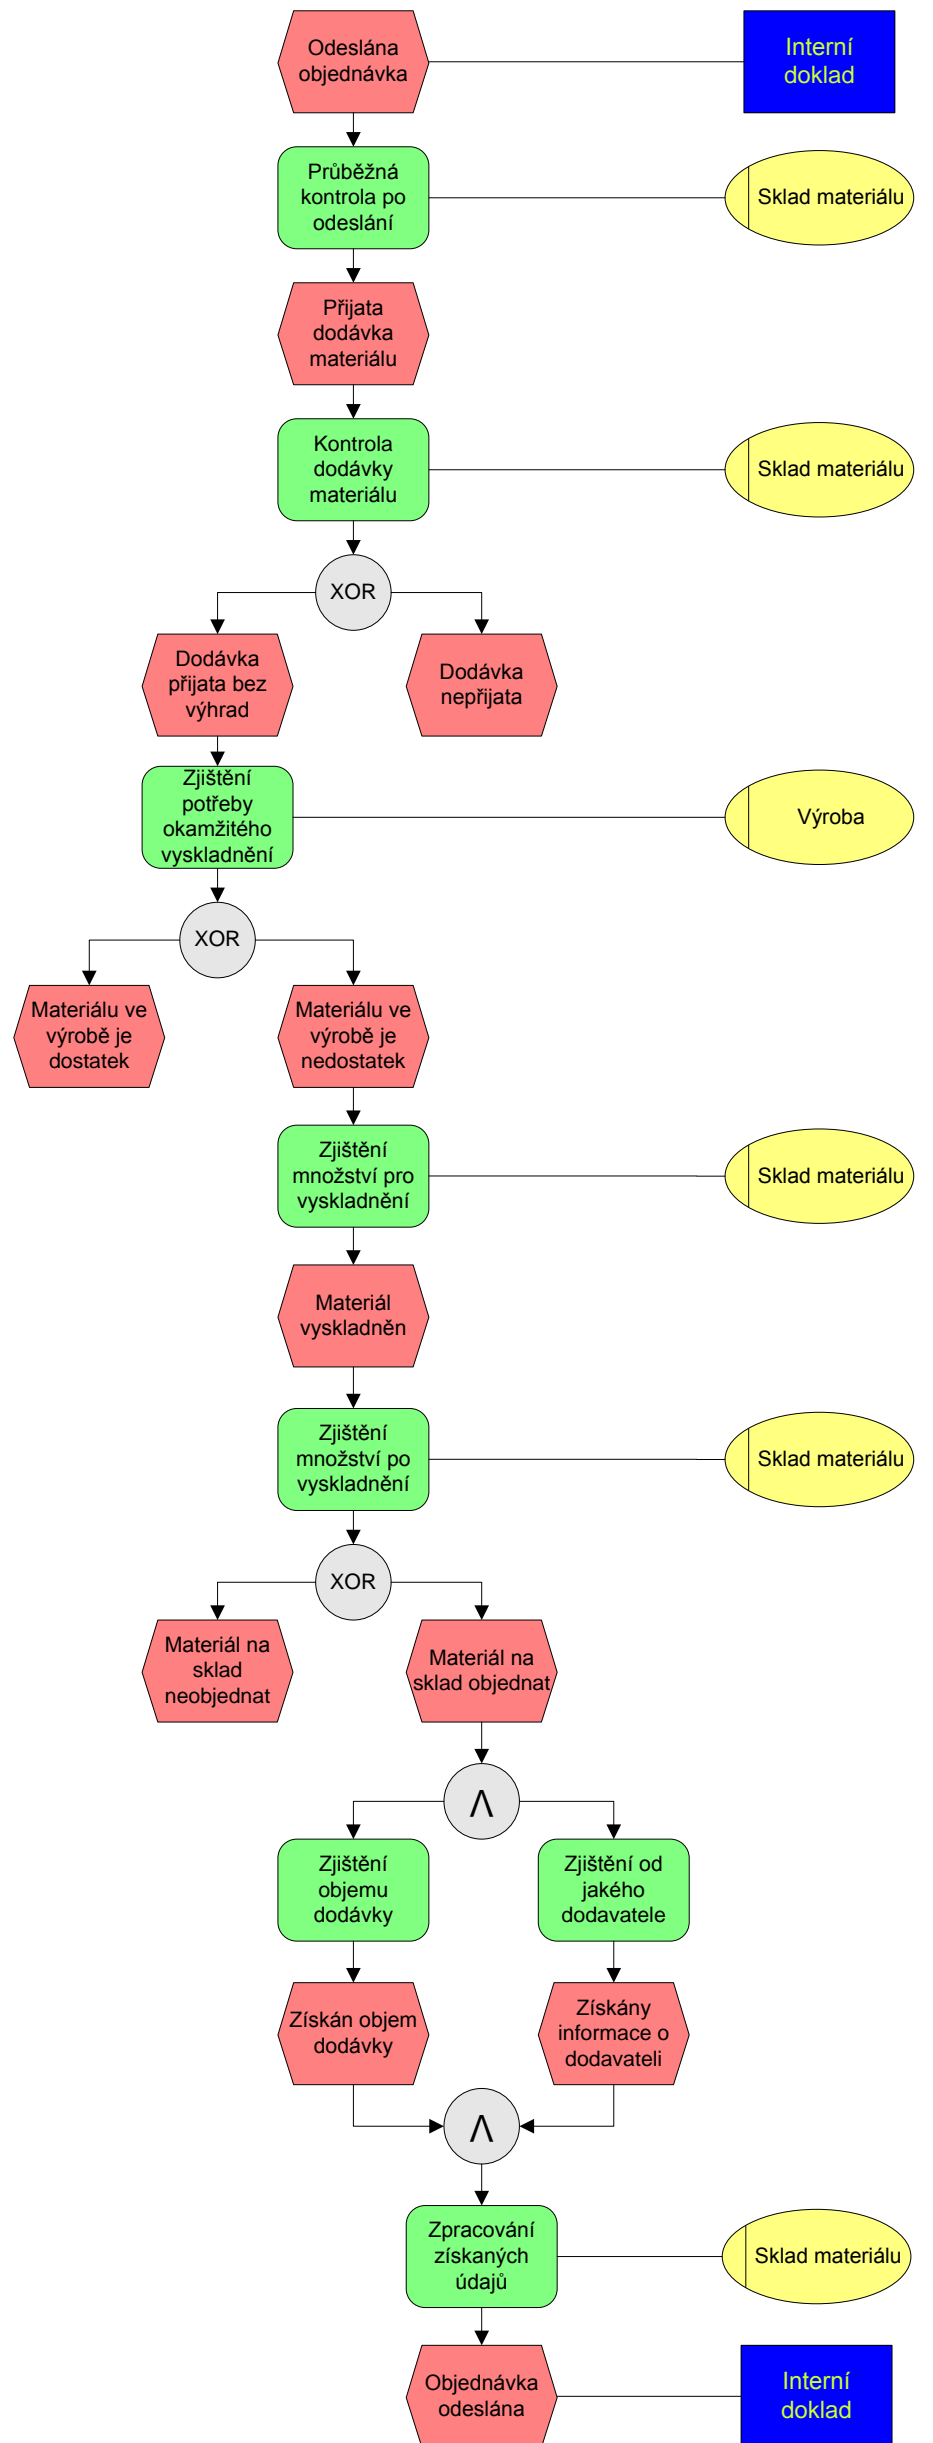 Odeslána
objednávka
Interní
doklad
Průběžná
kontrola po
odeslání
Sklad materiálu
Přijata
dodávka
materiálu
Kontrola
dodávky
materiálu
Sklad materiálu
XOR
Dodávka
přijata bez
výhrad
Dodávka
nepřijata
Zjištění
potřeby
okamžitého
vyskladnění
Výroba
XOR
Materiálu ve
výrobě je
dostatek
Materiálu ve
výrobě je
nedostatek
Zjištění
množství pro
vyskladnění
Sklad materiálu
Materiál
vyskladněn
Zjištění
množství po
vyskladnění
Sklad materiálu
XOR
Materiál na
sklad
neobjednat
Materiál na
sklad objednat
Λ
Zjištění
objemu
dodávky
Zjištění od
jakého
dodavatele
Získán objem
dodávky
Získány
informace o
dodavateli
Λ
Zpracování
získaných
údajů
Sklad materiálu
Objednávka
odeslána
Interní
doklad